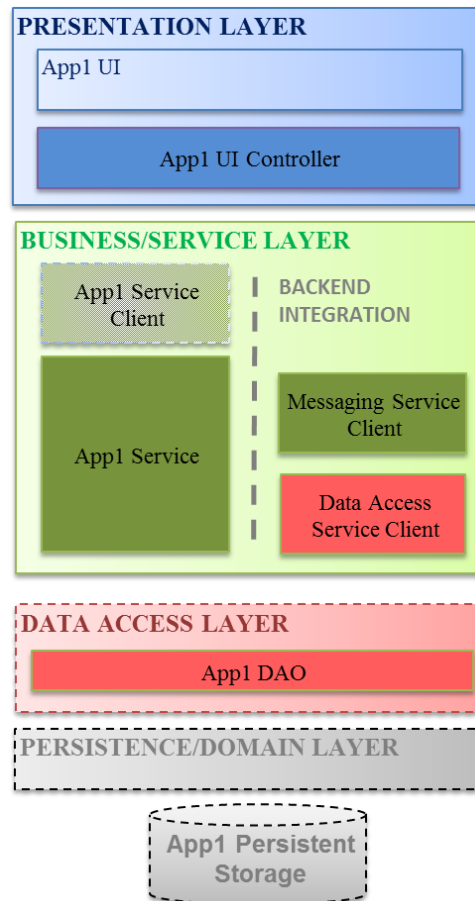 PRESENTATION LAYER
App1 UI
App1 UI Controller
BUSINESS/SERVICE LAYER
App1 Service
Client
App1 Service
BACKEND
INTEGRATION
Messaging Service
Client
Data Access
Service Client
DATA ACCESS LAYER
App1 DAO
PERSISTENCE/DOMAIN LAYER
App1 Persistent
Storage